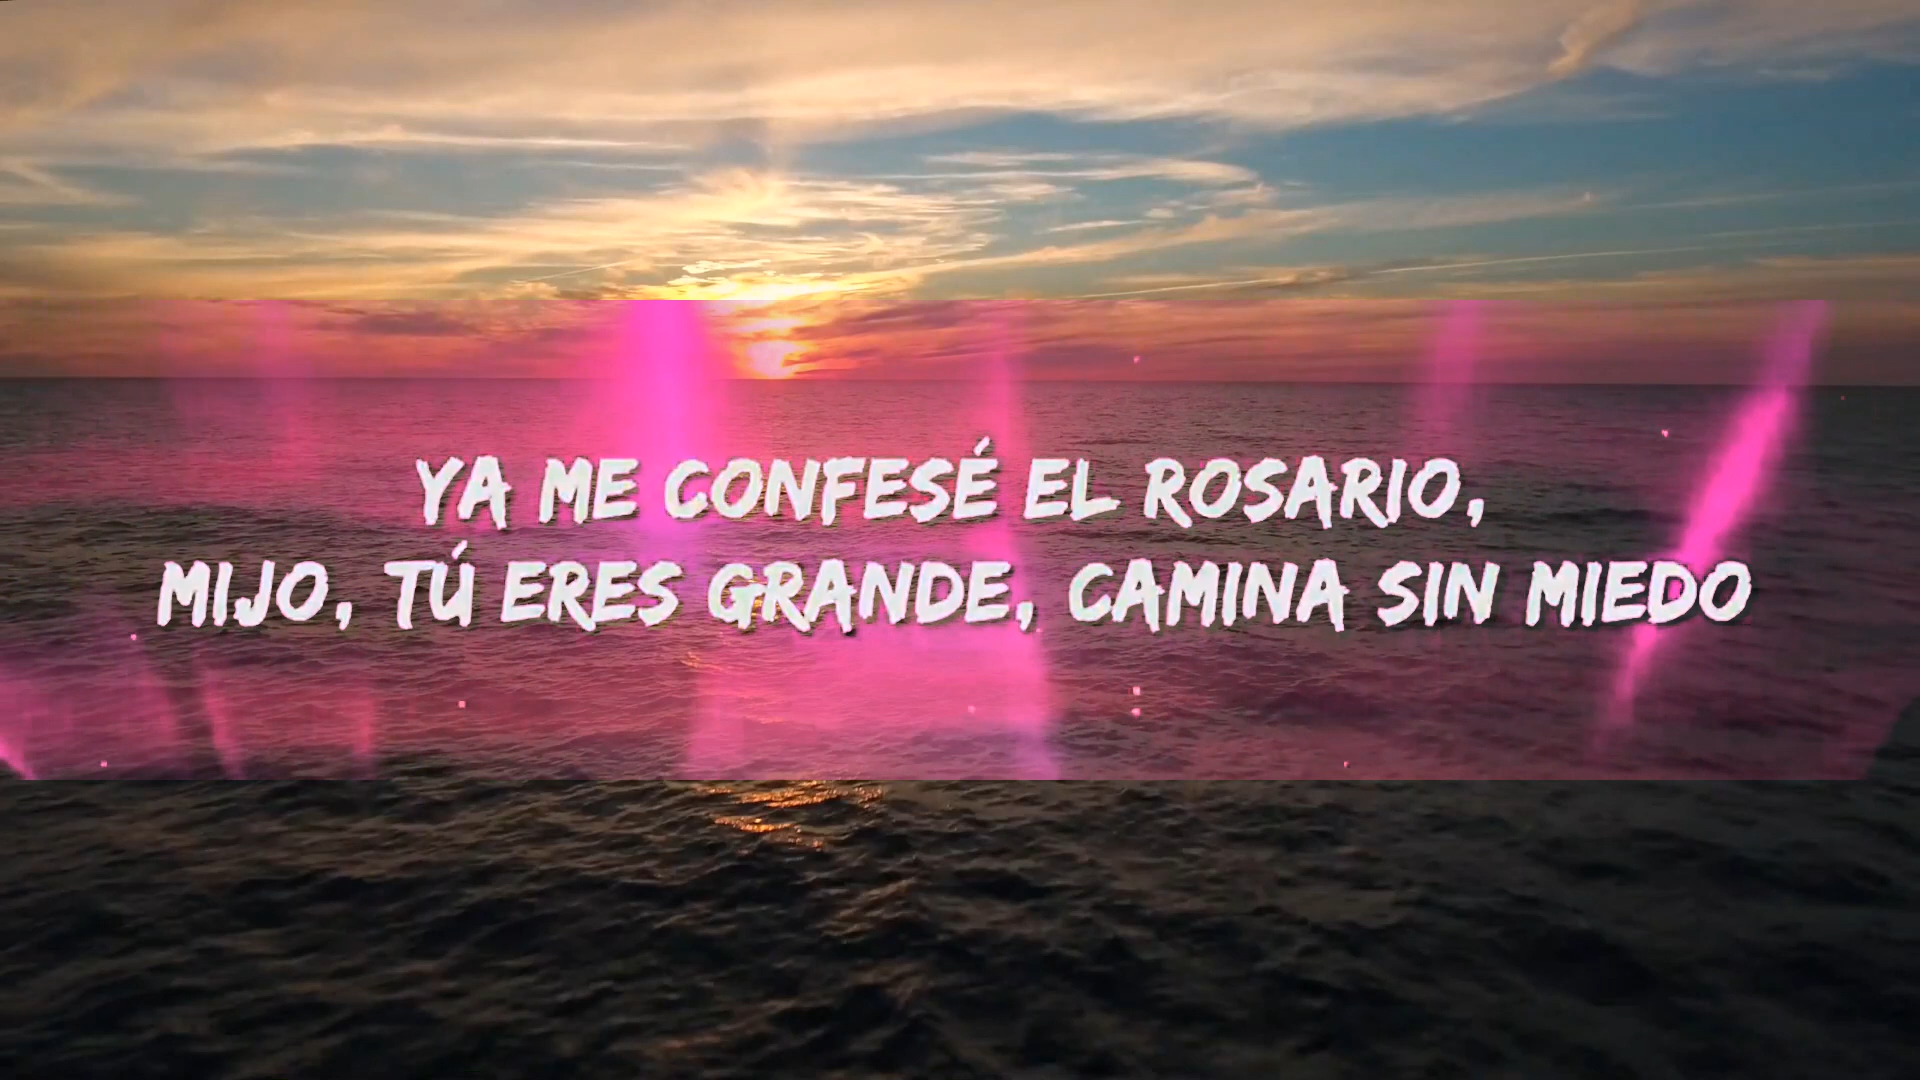 YA ME CONFESÉ EL ROSARIO,
MIJO, TÚ ERES GRANDE, CAMINA SIN MIEDO